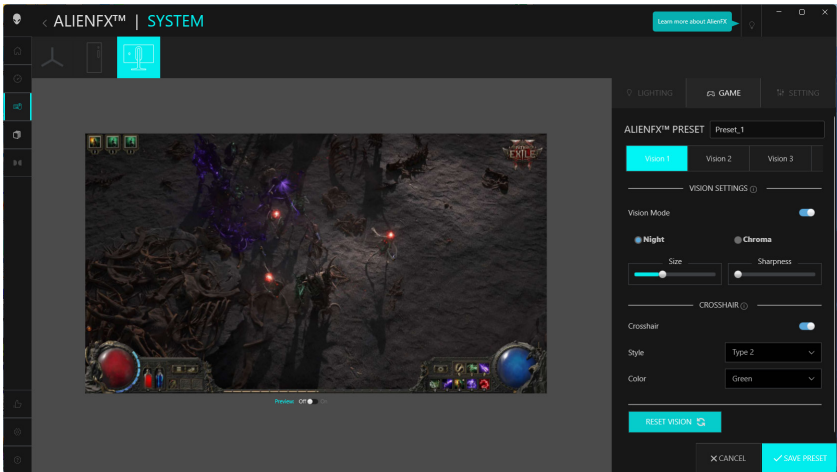 ALIENFX™ | SYSTEM
Learn more about AlienFX
LIGHTING
GAME
SETTING
ALIENFX™ PRESET
Preset_1
Vision 1
Vision 2
Vision 3
VISION SETTINGS
Vision Mode
Night
Chroma
Size
Sharpness
CROSSHAIR
Crosshair
Style
Type 2
Color
Green
EXILE
Preview: Off On
RESET VISION
CANCEL
SAVE PRESET